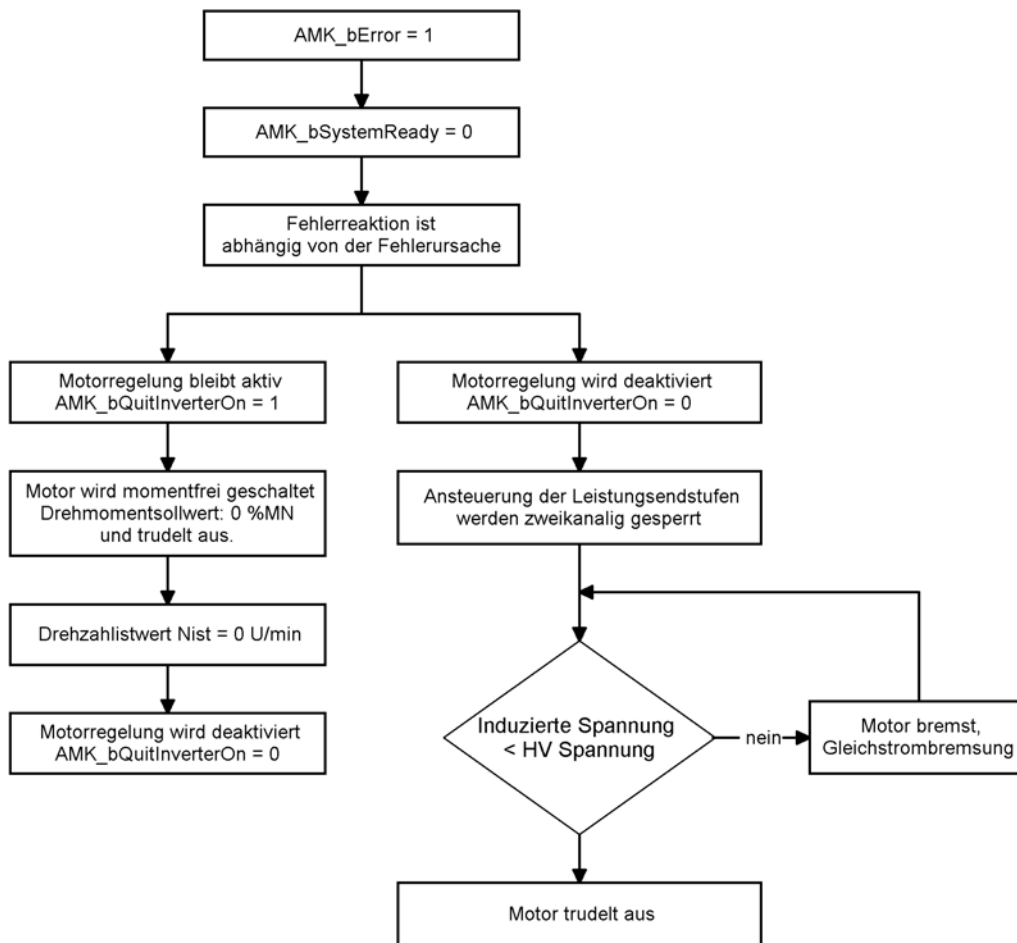 AMK_bError = 1
AMK_bSystemReady = 0
Fehlerreaktion ist
abhängig von der Fehlerursache
Motorregelung bleibt aktiv
AMK_bQuitInverterOn = 1
Motor wird momentfrei geschaltet
Drehmomentsollwert: 0 %MN
und trudelt aus.
Drehzahlistwert Nist = 0 U/min
Motorregelung wird deaktiviert
AMK_bQuitInverterOn = 0
Motorregelung wird deaktiviert
AMK_bQuitInverterOn = 0
Ansteuerung der Leistungsendstufen
werden zweikanalig gesperrt
Induzierte Spannung
< HV Spannung
nein
Motor bremst,
Gleichstrombremsung
Motor trudelt aus